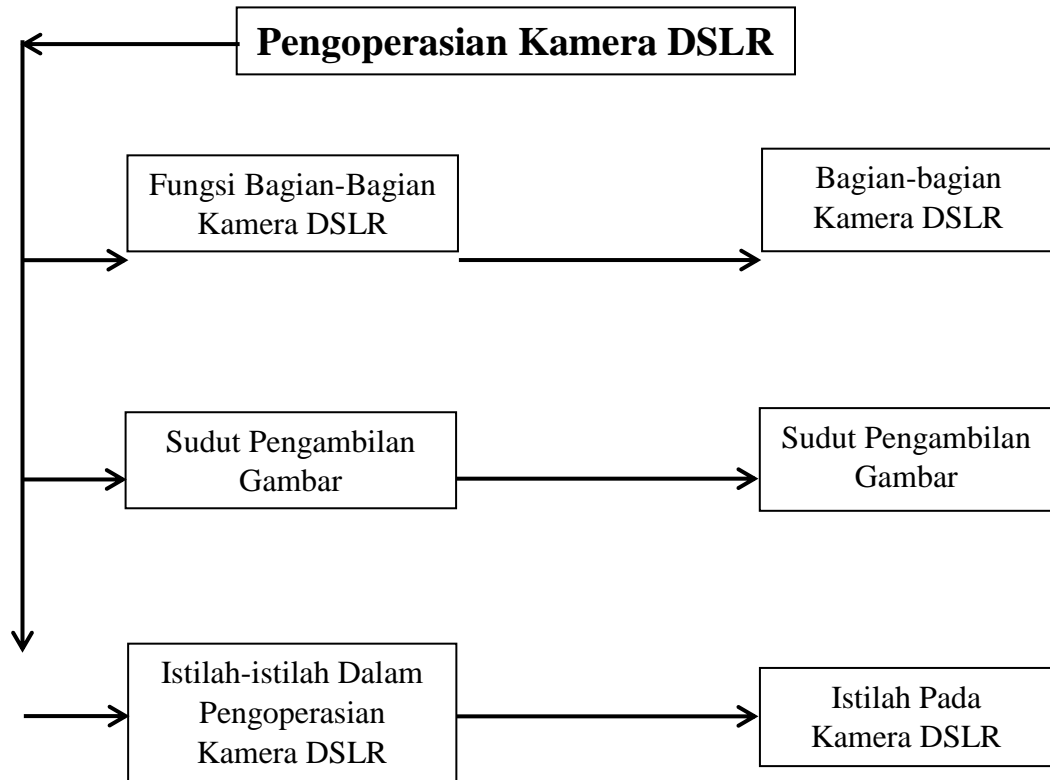 Pengoperasian Kamera DSLR
Fungsi Bagian-Bagian
Kamera DSLR
Bagian-bagian
Kamera DSLR
Sudut Pengambilan
Gambar
Sudut Pengambilan
Gambar
Istilah-istilah Dalam
Pengoperasian
Kamera DSLR
Istilah Pada
Kamera DSLR